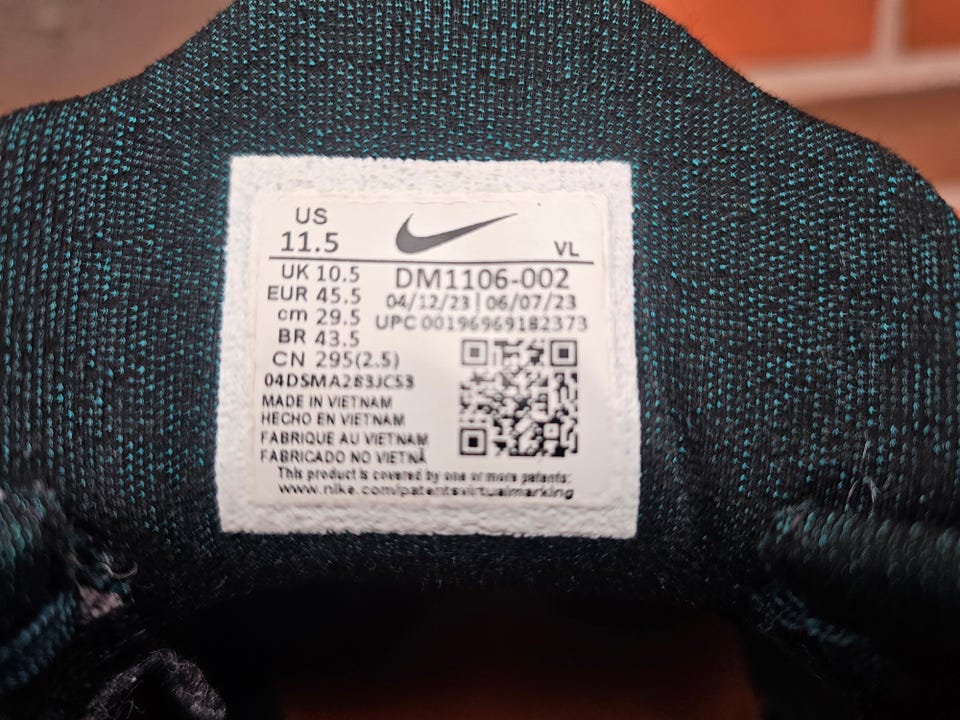 US
11.5
VL
UK 10.5
EUR 45.5
cm 29.5
BR 43.5
CN 295(2.5)
DM1106-002
04/12/23 | 06/07/23
UPC 00196969182373
04DSMA283JCS3
MADE IN VIETNAM
HECHO EN VIETNAM
FABRIQUE AU VIETNAM
FABRICADO NO VIETNÃ
This product is covered by one or more patents:
www.nike.com/patentsvirtualmarking